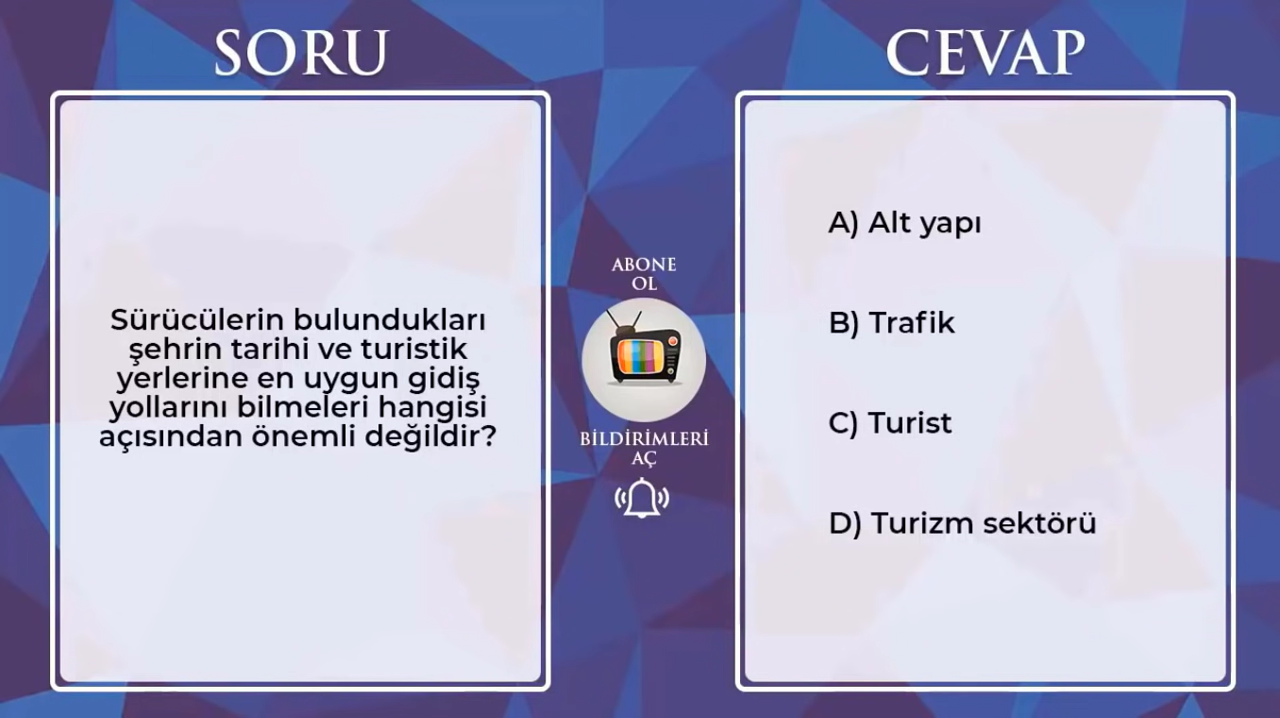 SORU
Sürücülerin bulundukları
şehrin tarihi ve turistik
yerlerine en uygun gidiş
yollarını bilmeleri hangisi
açısından önemli değildir?
ABONE
OL
BİLDİRİMLERİ
AÇ
CEVAP
A) Alt yapı
B) Trafik
C) Turist
D) Turizm sektörü